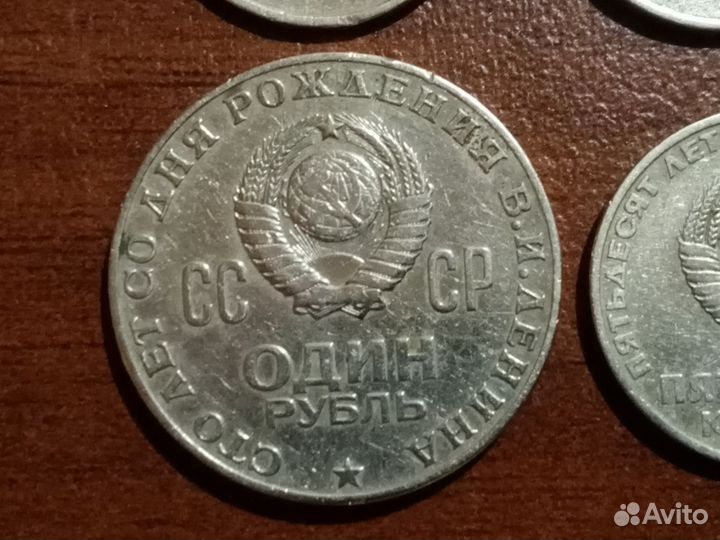 СТО ЛЕТ СО ДНЯ РОЖДЕНИЯ В.И.ЛЕНИНА
СС СР
ОДИН
РУБЛЬ
ПЯТЬДЕСЯТ ЛЕТ
Avito